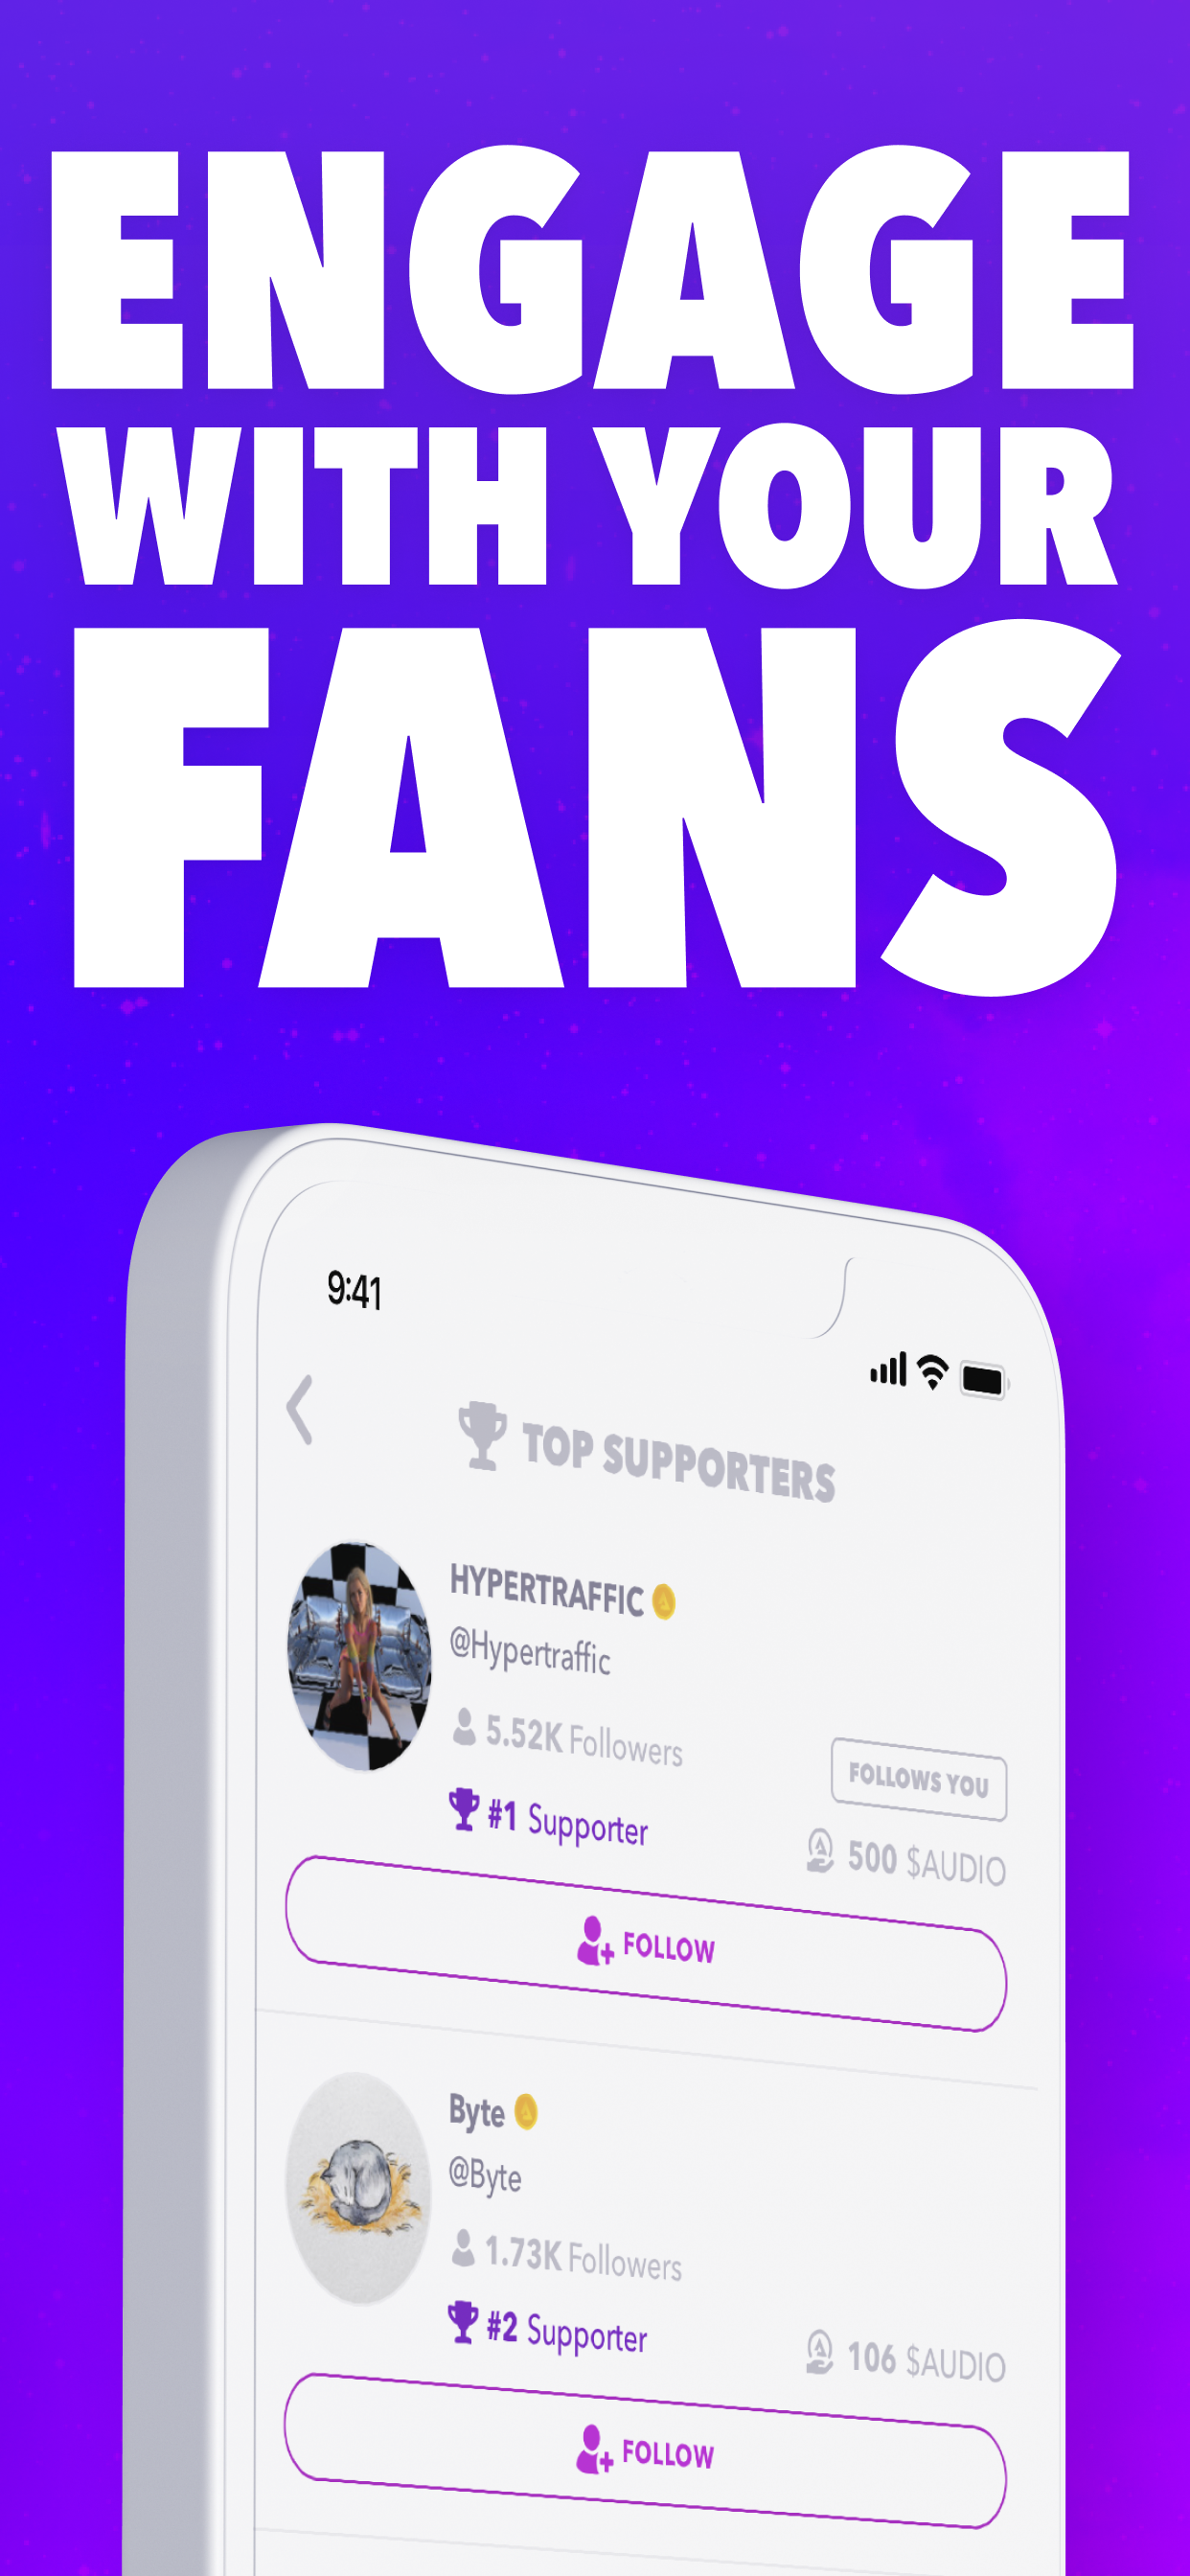 ENGAGE
WITH YOUR
FANS
9:41
TOP SUPPORTERS
HYPERTRAFFIC
@Hypertraffic
5.52K Followers
FOLLOWS YOU
#1 Supporter
500 $AUDIO
FOLLOW
Byte
@Byte
1.73K Followers
#2 Supporter
106 $AUDIO
FOLLOW